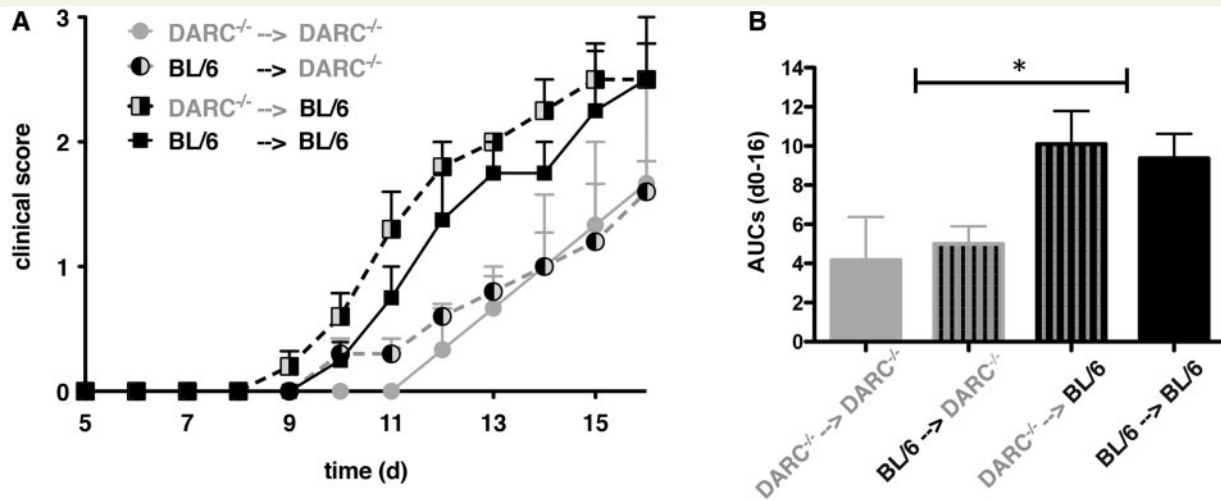 A
3
2
1
0
clinical score
DARC-/- --> DARC-/-
BL/6 --> DARC-/-
DARC-/- --> BL/6
BL/6 --> BL/6
5 7 9 11 13 15
time (d)
B
*
14
12
10
8
6
4
2
0
AUCs (d0-16)
DARC-/- --> DARC-/-
BL/6 --> DARC-/-
DARC-/- --> BL/6
BL/6 --> BL/6